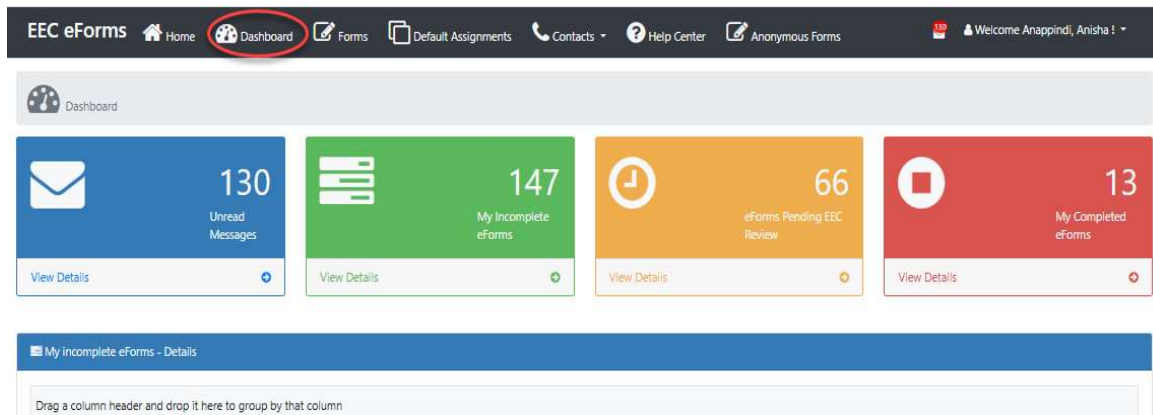 EEC eForms Home Dashboard Forms Default Assignments Contacts Help Center Anonymous Forms 130 Welcome Anappindi, Anisha !
Dashboard
130
Unread
Messages
View Details
147
My Incomplete
eForms
View Details
66
eForms Pending EEC
Review
View Details
13
My Completed
eForms
View Details
My incomplete eForms - Details
Drag a column header and drop it here to group by that column